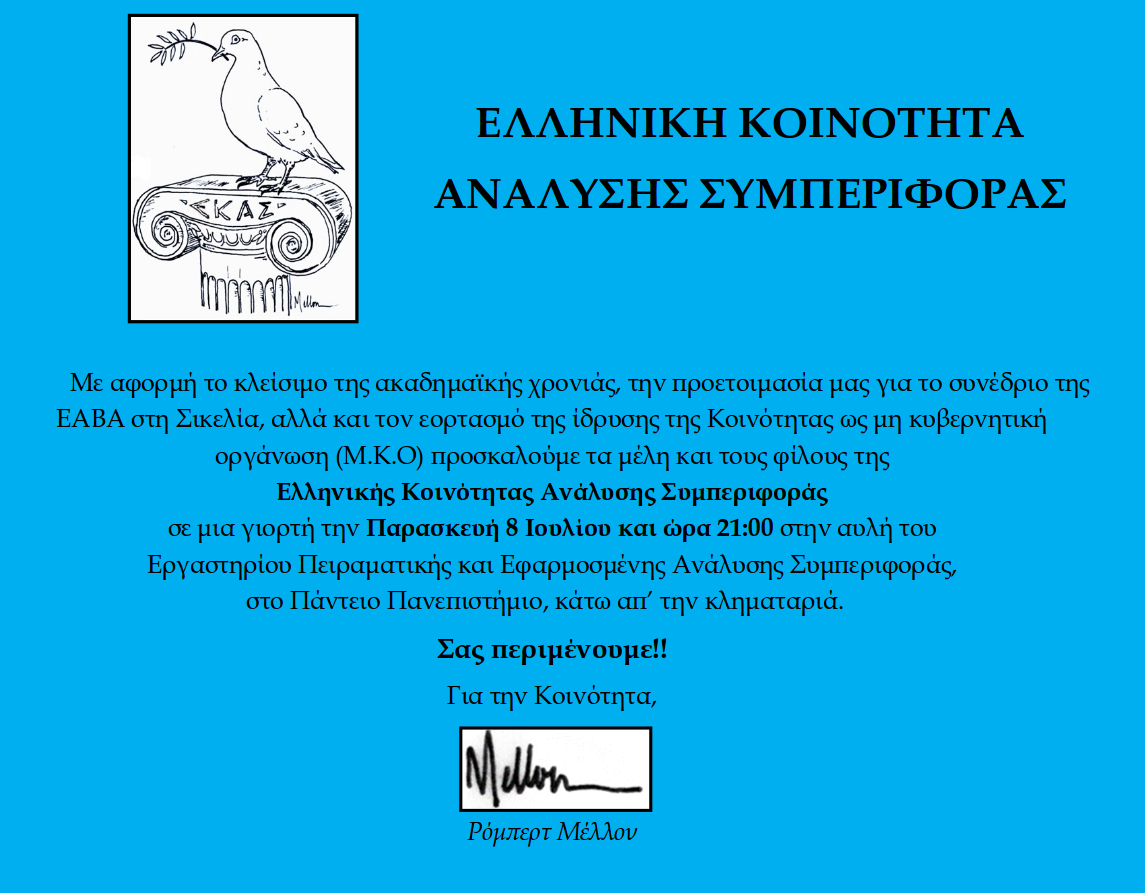 ΕΚΑΣ
Mellon
ΕΛΛΗΝΙΚΗ ΚΟΙΝΟΤΗΤΑ
ΑΝΑΛΥΣΗΣ ΣΥΜΠΕΡΙΦΟΡΑΣ
Με αφορμή το κλείσιμο της ακαδημαϊκής χρονιάς, την προετοιμασία μας για το συνέδριο της
ΕΑΒΑ στη Σικελία, αλλά και τον εορτασμό της ίδρυσης της Κοινότητας ως μη κυβερνητική
οργάνωση (Μ.Κ.Ο) προσκαλούμε τα μέλη και τους φίλους της
Ελληνικής Κοινότητας Ανάλυσης Συμπεριφοράς
σε μια γιορτή την Παρασκευή 8 Ιουλίου και ώρα 21:00 στην αυλή του
Εργαστηρίου Πειραματικής και Εφαρμοσμένης Ανάλυσης Συμπεριφοράς,
στο Πάντειο Πανεπιστήμιο, κάτω απ’ την κληματαριά.
Σας περιμένουμε!!
Για την Κοινότητα,
Mellon
Ρόμπερτ Μέλλον